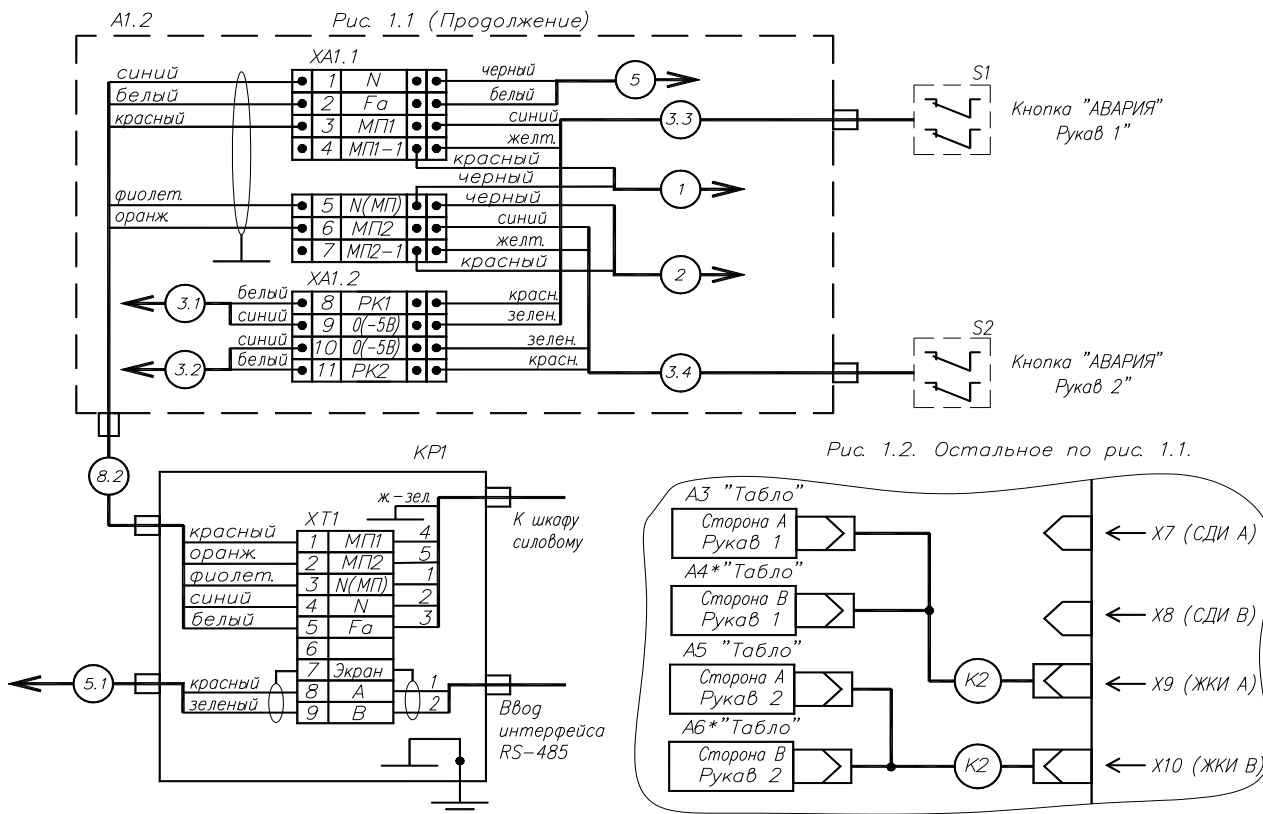 А1.2
Рис. 1.1 (Продолжение)
ХА1.1
синий
белый
красный
1 N
2 Fа
3 МП1
4 МП1-1
черный
белый
синий
желт.
красный
черный
5
3.3
1
S1
Кнопка "АВАРИЯ"
Рукав 1"
фиолет.
оранж.
5 N(МП)
6 МП2
7 МП2-1
черный
синий
желт.
красный
2
ХА1.2
3.1
белый
синий
3.2
синий
белый
8 РК1
9 0(-5В)
10 0(-5В)
11 РК2
красн.
зелен.
зелен.
красн.
3.4
S2
Кнопка "АВАРИЯ"
Рукав 2"
8.2
КР1
ХТ1
красный
оранж.
фиолет.
синий
белый
1 МП1
2 МП2
3 N(МП)
4 N
5 Fа
6
7 Экран
8 А
9 В
ж-зел.
4
5
1
2
3
К шкафу
силовому
5.1
красный
зеленый
1
2
Ввод
интерфейса
RS-485
Рис. 1.2. Остальное по рис. 1.1.
А3 "Табло"
Сторона А
Рукав 1
А4*"Табло"
Сторона В
Рукав 1
А5 "Табло"
Сторона А
Рукав 2
А6*"Табло"
Сторона В
Рукав 2
К2
К2
Х7 (СДИ А)
Х8 (СДИ В)
Х9 (ЖКИ А)
Х10 (ЖКИ В)